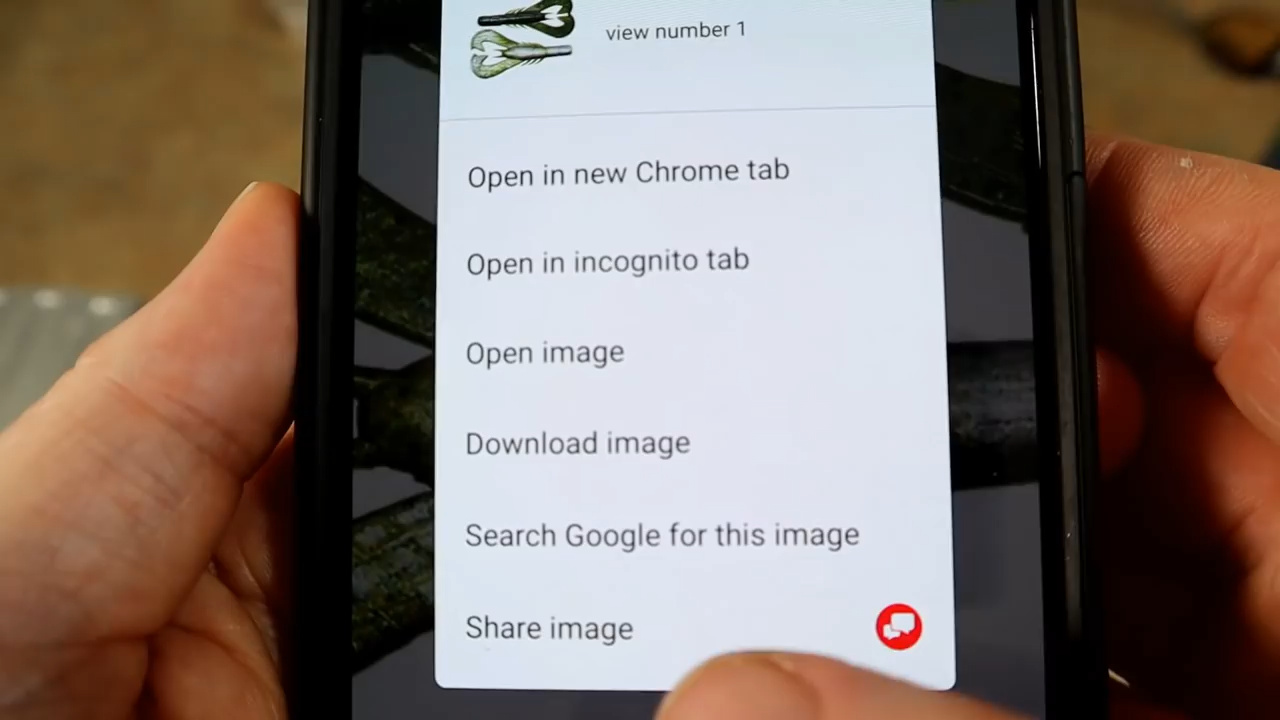 view number 1
Open in new Chrome tab
Open in incognito tab
Open image
Download image
Search Google for this image
Share image